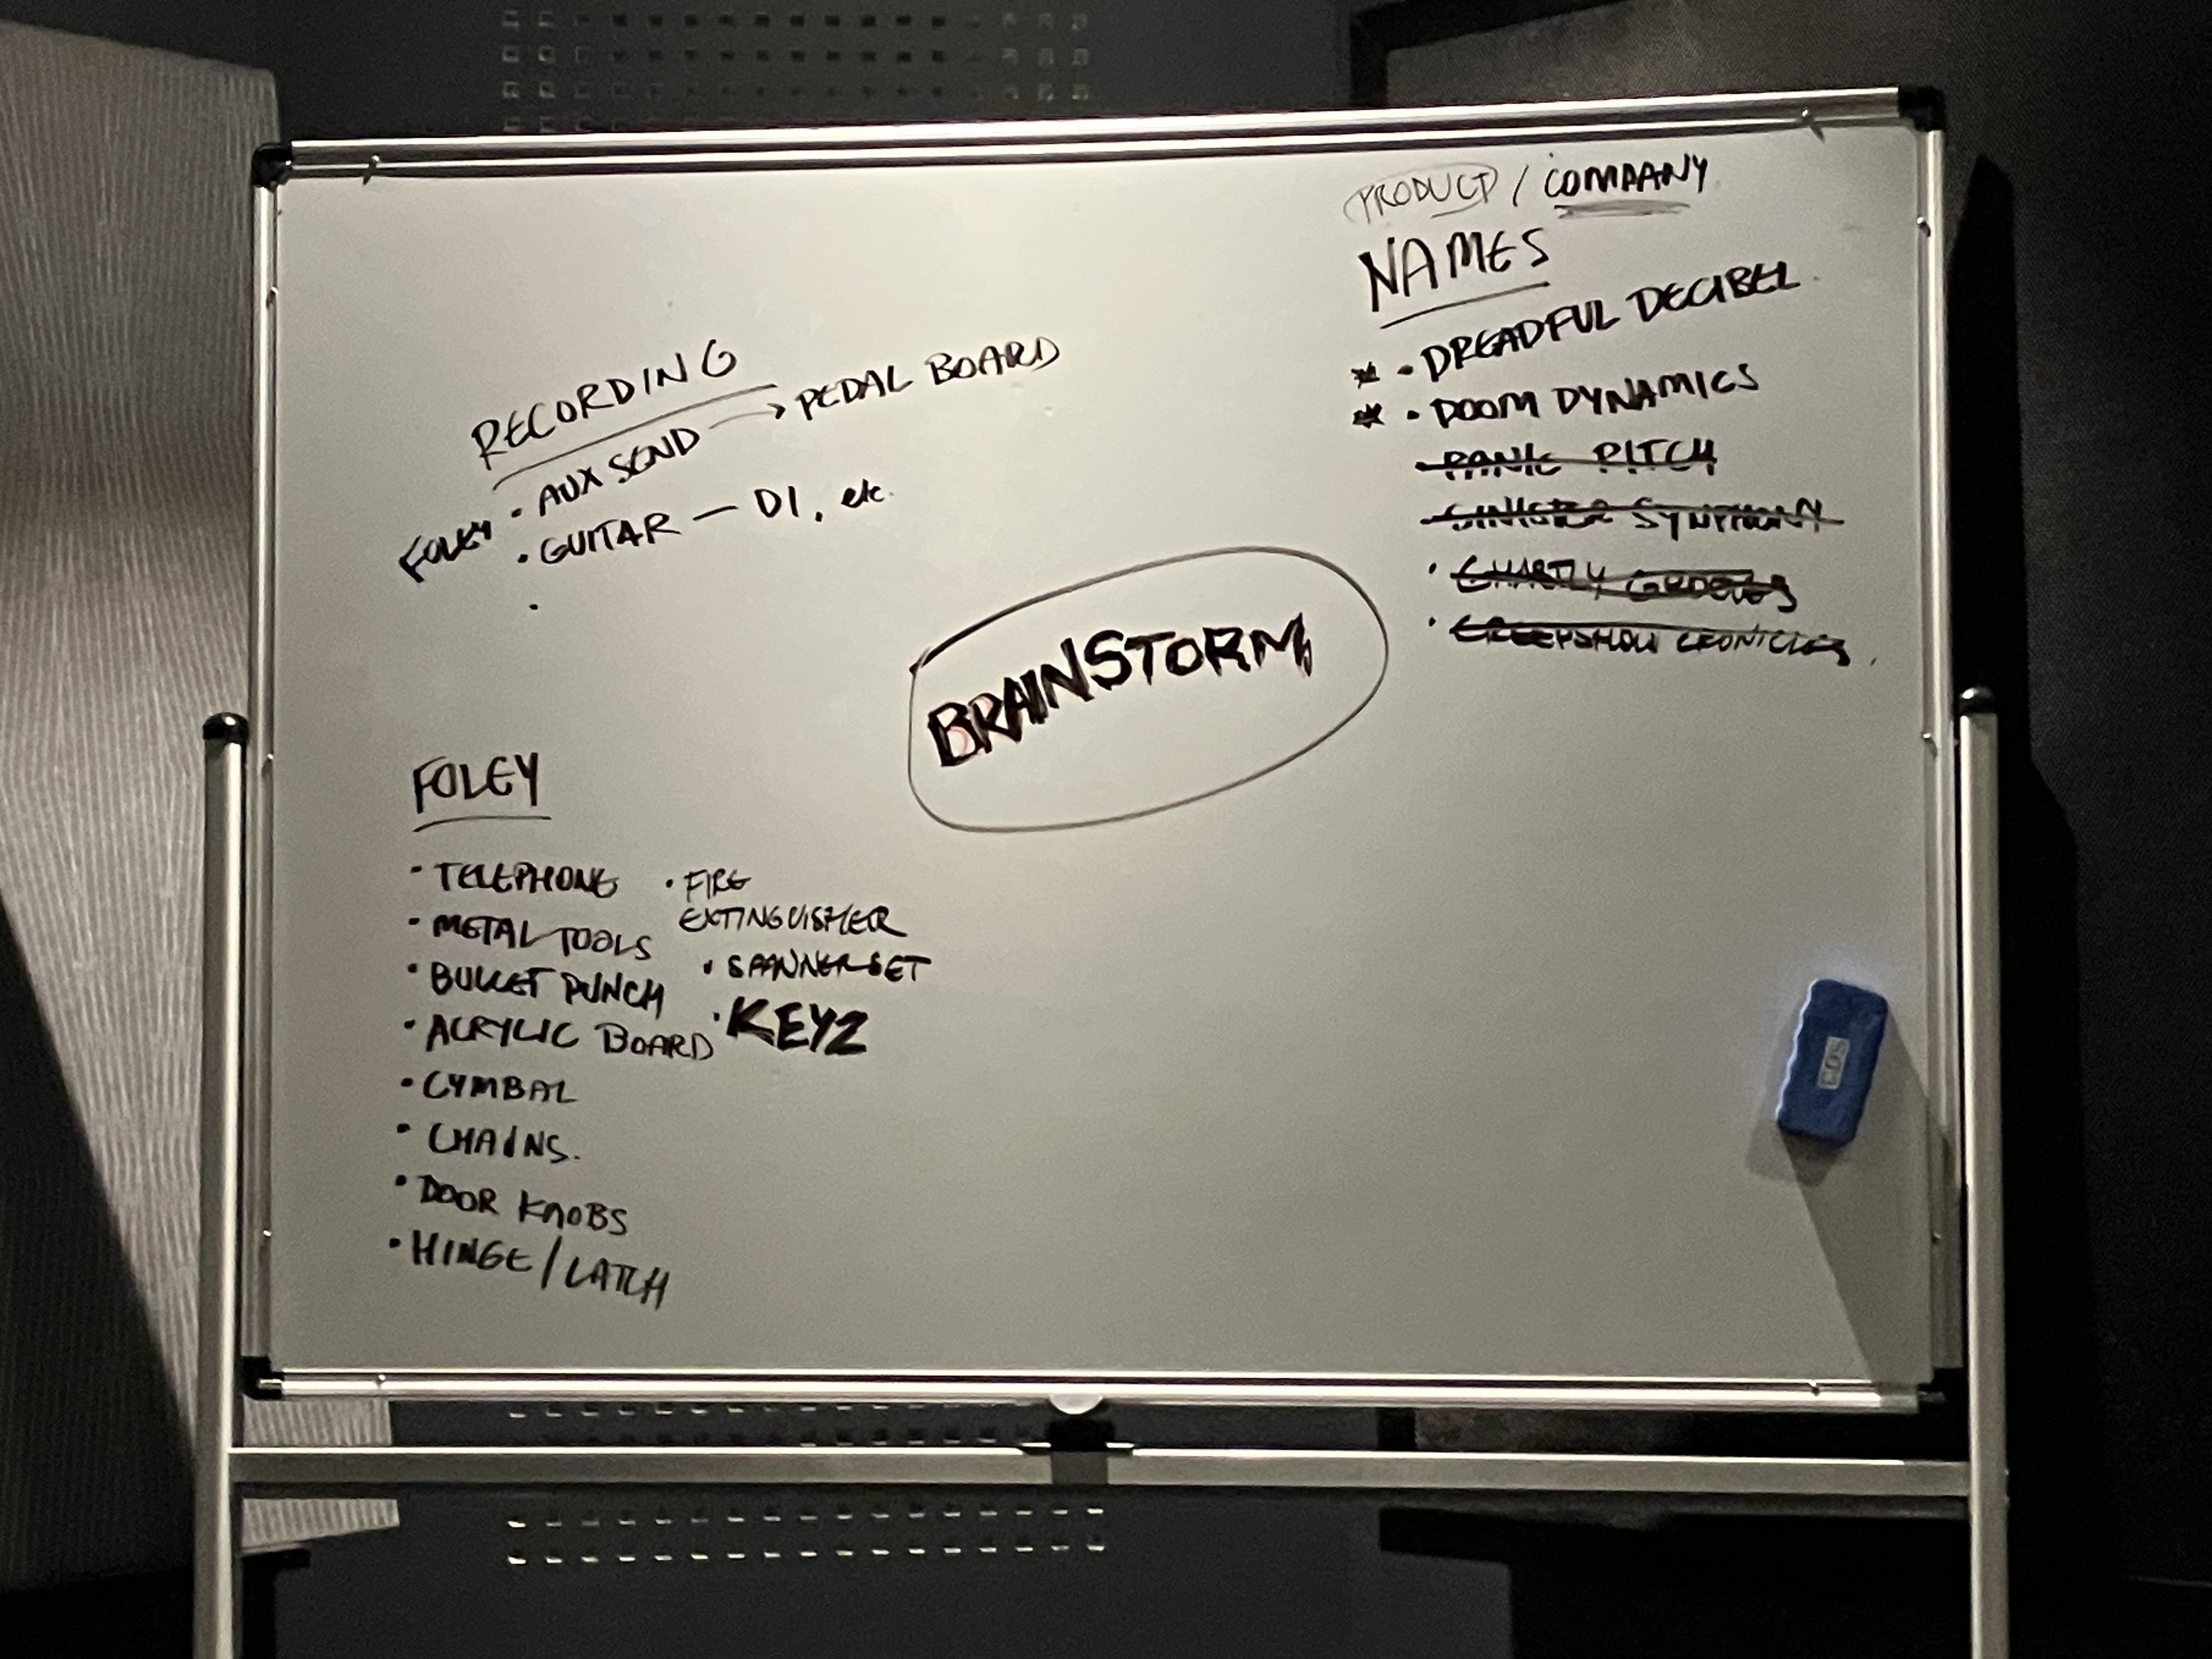 PRODUCT / COMPANY
NAMES
* • DREADFUL DECIBEL
* • DOOM DYNAMICS
PANIC PITCH
SINISTER SYMPHONY
• GHASTLY GROOVES
• CREEPSHOW CRONICLES
RECORDING
• AUX SEND → PEDAL BOARD
FOLEY
• GUITAR — DI, etc.
•
BRAINSTORM
FOLEY
• TELEPHONE
• METAL TOOLS
• BULLET PUNCH
• ACRYLIC BOARD
• CYMBAL
• CHAINS.
• DOOR KNOBS
• HINGE / LATCH
• FIRE
EXTINGUISHER
• SPANNER SET
• KEYZ